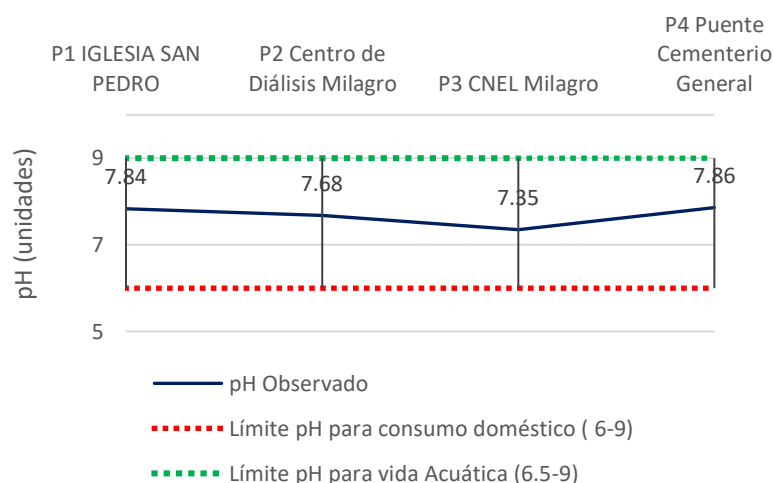 P1 IGLESIA SAN
PEDRO
P2 Centro de
Diálisis Milagro
P3 CNEL Milagro
P4 Puente
Cementerio
General
pH (unidades)
9
7
5
7.84
7.68
7.35
7.86
pH Observado
Límite pH para consumo doméstico ( 6-9)
Límite pH para vida Acuática (6.5-9)